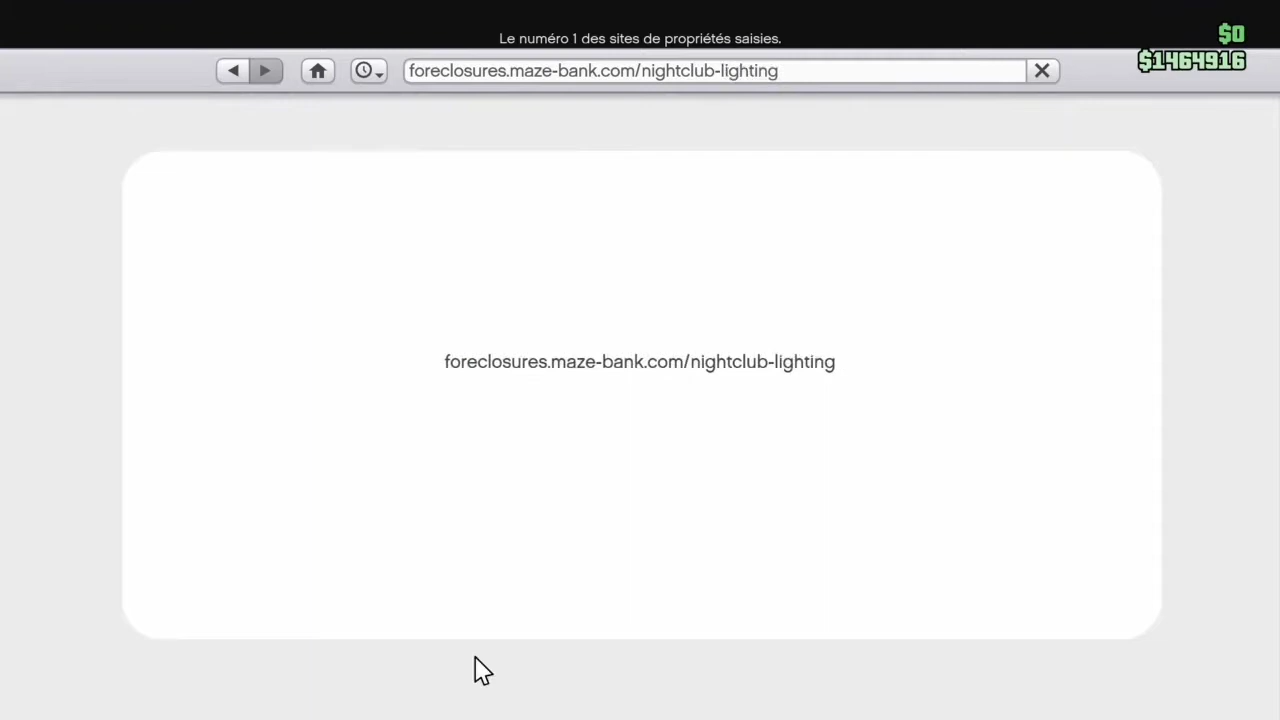 Le numéro 1 des sites de propriétés saisies.
$0
$1464916
foreclosures.maze-bank.com/nightclub-lighting
foreclosures.maze-bank.com/nightclub-lighting